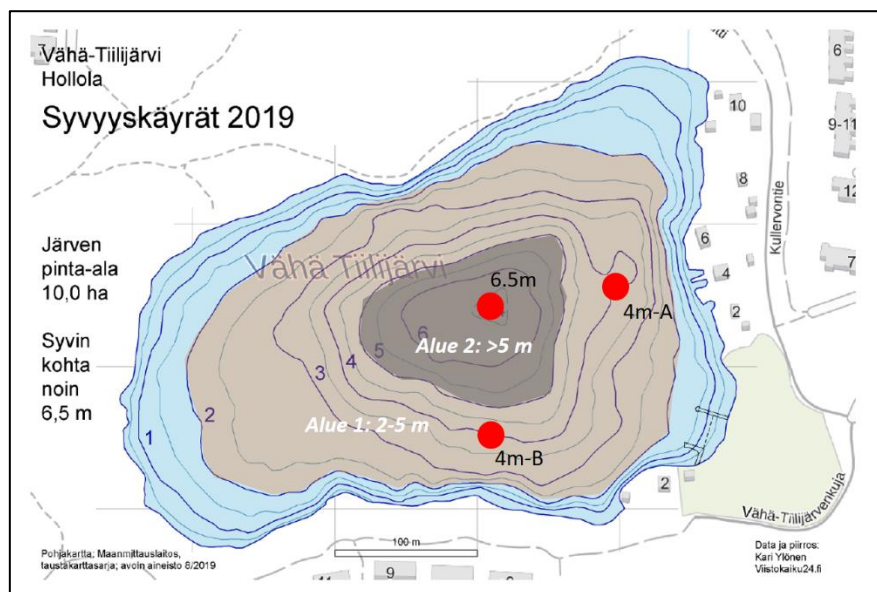 Vähä-Tiilijärvi
Hollola
Syvyyskäyrät 2019
Järven
pinta-ala
10,0 ha
Syvin
kohta
noin
6,5 m
Vähä Tiilijärvi
6.5m
4m-A
Alue 2: >5 m
Alue 1: 2-5 m
4m-B
1
2
3
4
5
6
10
8
6
4
2
2
6
9-11
12
7
9
Kullervontie
Vähä-Tiilijärvenkuja
100 m
Pohjakartta; Maanmittauslaitos,
taustakarttasarja; avoin aineisto 8/2019
Data ja piirros:
Kari Ylönen
Viistokaiku24.fi